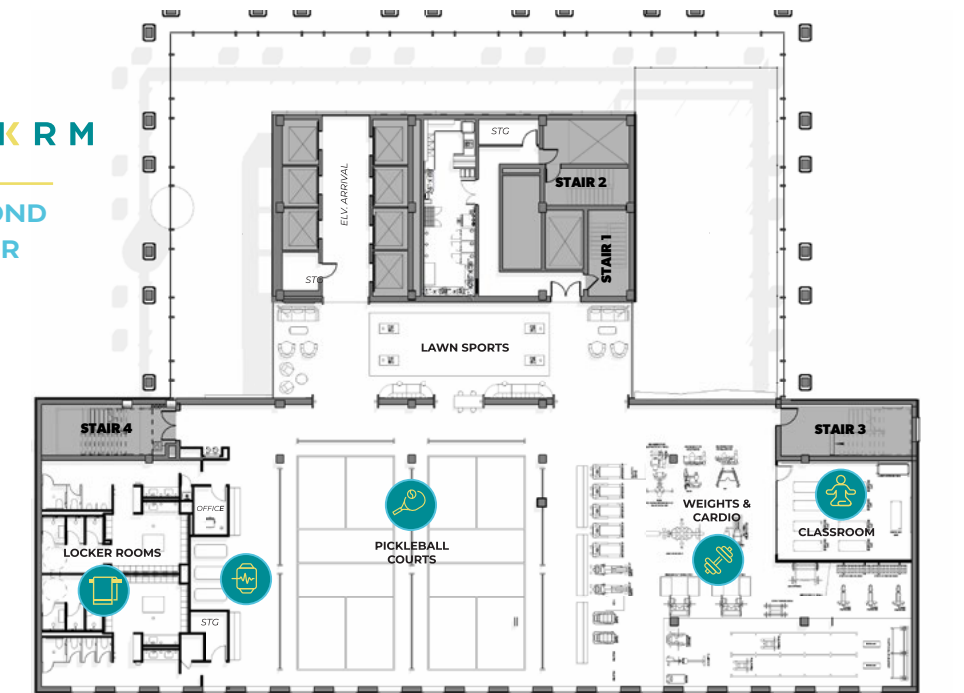 K R M
OND
R
STG
STAIR 2
ELV. ARRIVAL
STAIR 1
STG
LAWN SPORTS
STAIR 4
STAIR 3
OFFICE
WEIGHTS &
CARDIO
CLASSROOM
PICKLEBALL
COURTS
LOCKER ROOMS
STG